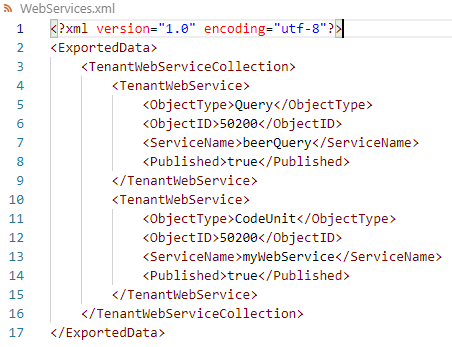 WebServices.xml
1 <?xml version="1.0" encoding="utf-8"?>
2 <ExportedData>
3     <TenantWebServiceCollection>
4         <TenantWebService>
5             <ObjectType>Query</ObjectType>
6             <ObjectID>50200</ObjectID>
7             <ServiceName>beerQuery</ServiceName>
8             <Published>true</Published>
9         </TenantWebService>
10         <TenantWebService>
11             <ObjectType>CodeUnit</ObjectType>
12             <ObjectID>50200</ObjectID>
13             <ServiceName>myWebService</ServiceName>
14             <Published>true</Published>
15         </TenantWebService>
16     </TenantWebServiceCollection>
17 </ExportedData>